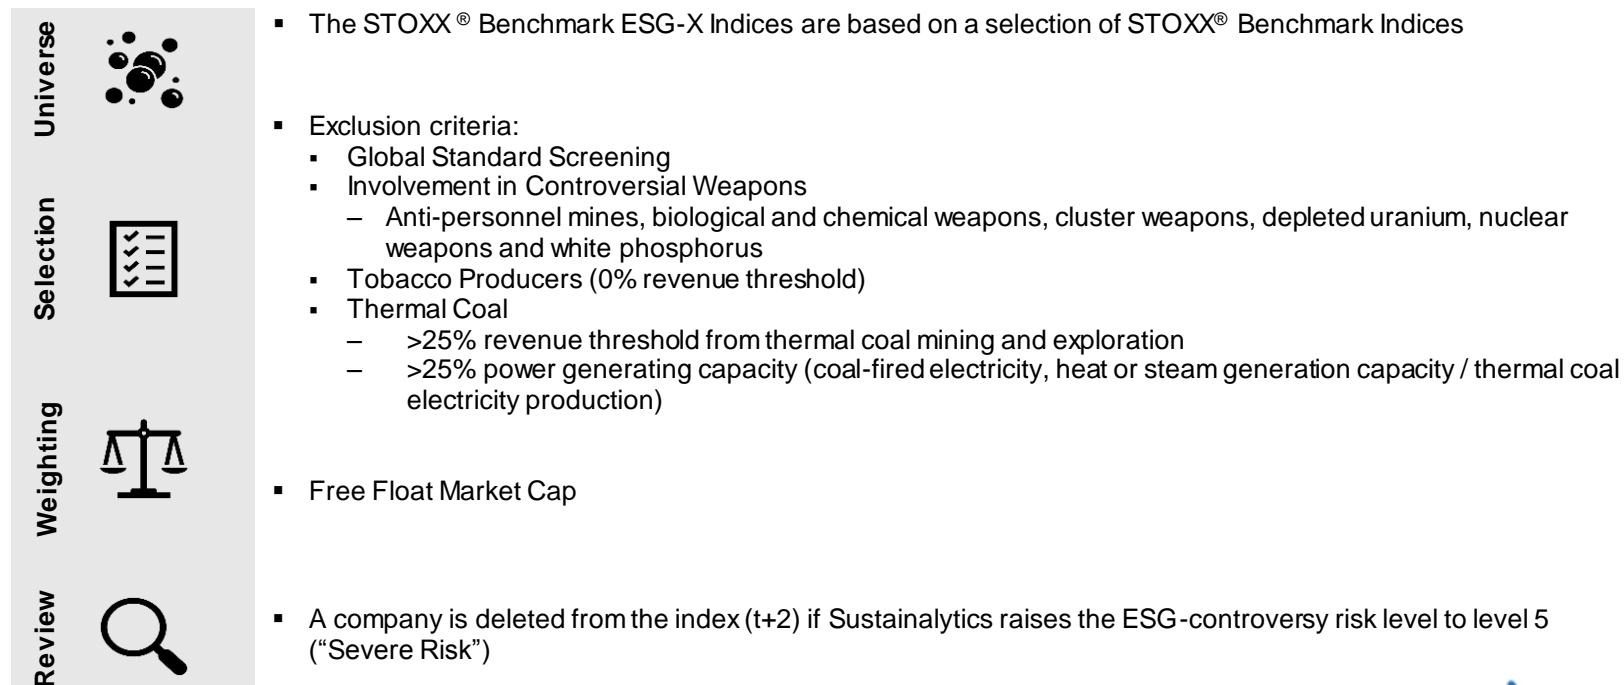 Universe
▪ The STOXX ® Benchmark ESG-X Indices are based on a selection of STOXX® Benchmark Indices
Selection
▪ Exclusion criteria:
▪ Global Standard Screening
▪ Involvement in Controversial Weapons
– Anti-personnel mines, biological and chemical weapons, cluster weapons, depleted uranium, nuclear
weapons and white phosphorus
▪ Tobacco Producers (0% revenue threshold)
▪ Thermal Coal
– >25% revenue threshold from thermal coal mining and exploration
– >25% power generating capacity (coal-fired electricity, heat or steam generation capacity / thermal coal
electricity production)
Weighting
▪ Free Float Market Cap
Review
▪ A company is deleted from the index (t+2) if Sustainalytics raises the ESG-controversy risk level to level 5
(“Severe Risk”)